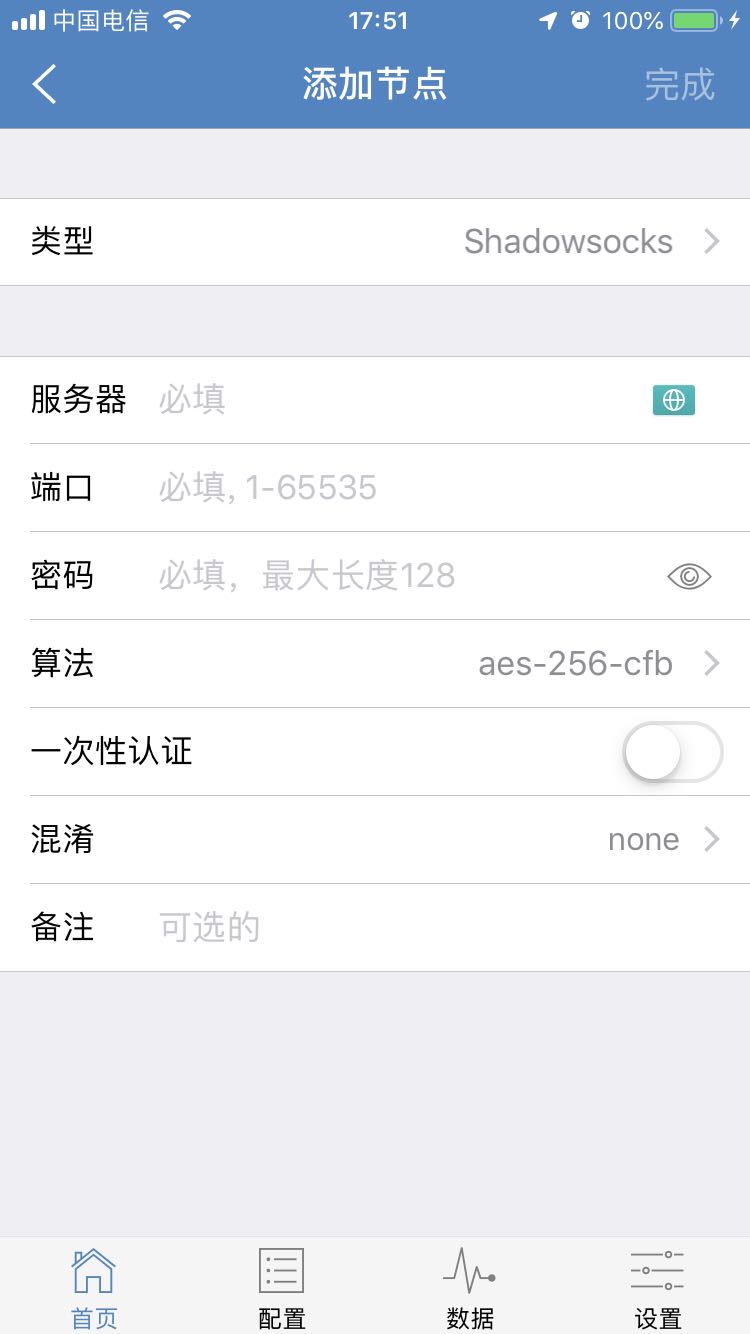 中国电信 17:51 100%
添加节点 完成
类型 Shadowsocks
服务器 必填
端口 必填, 1-65535
密码 必填，最大长度128
算法 aes-256-cfb
一次性认证
混淆 none
备注 可选的
首页 配置 数据 设置